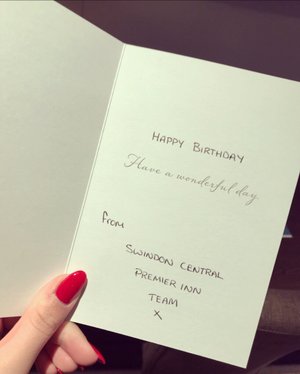 HAPPY BIRTHDAY
Have a wonderful day
from
SWINDON CENTRAL
PREMIER INN
TEAM
X